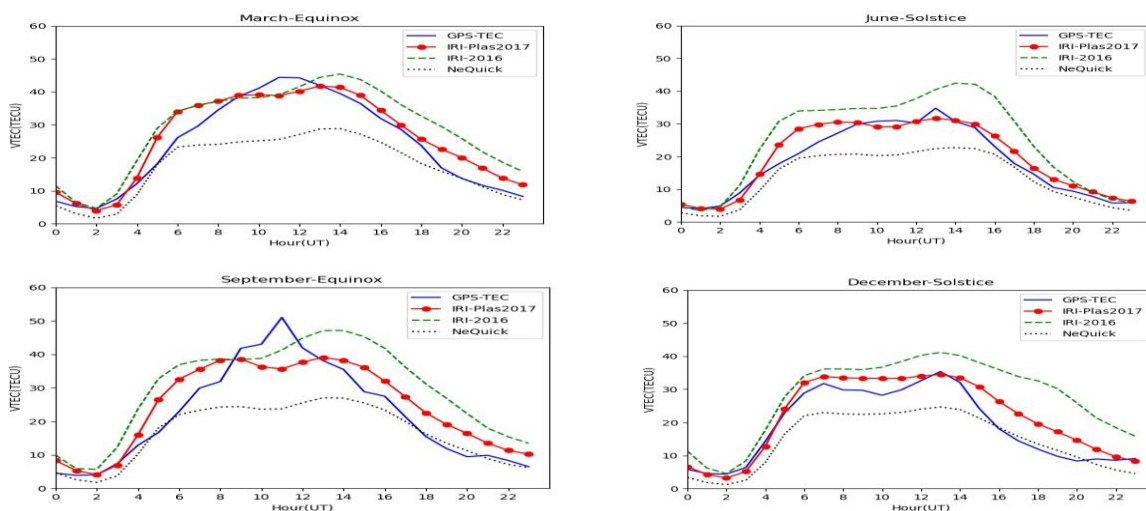 March-Equinox
60
50
40
30
20
10
0
VTEC(TECU)
GPS-TEC
IRI-Plas2017
IRI-2016
NeQuick
0 2 4 6 8 10 12 14 16 18 20 22
Hour(UT)
June-Solstice
60
50
40
30
20
10
0
VTEC(TECU)
GPS-TEC
IRI-Plas2017
IRI-2016
NeQuick
0 2 4 6 8 10 12 14 16 18 20 22
Hour(UT)
September-Equinox
60
50
40
30
20
10
0
VTEC(TECU)
GPS-TEC
IRI-Plas2017
IRI-2016
NeQuick
0 2 4 6 8 10 12 14 16 18 20 22
Hour(UT)
December-Solstice
60
50
40
30
20
10
0
VTEC(TECU)
GPS-TEC
IRI-Plas2017
IRI-2016
NeQuick
0 2 4 6 8 10 12 14 16 18 20 22
Hour(UT)